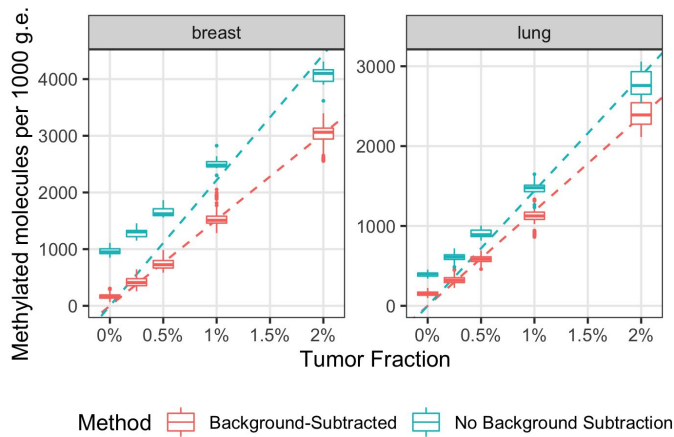 breast
lung
Methylated molecules per 1000 g.e.
4000
3000
2000
1000
0
3000
2000
1000
0
0% 0.5% 1% 1.5% 2%
0% 0.5% 1% 1.5% 2%
Tumor Fraction
Method Background-Subtracted No Background Subtraction